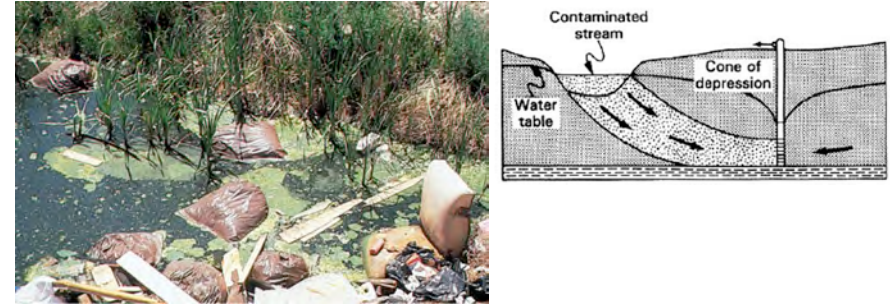 Contaminated
stream
Cone of
depression
Water
table